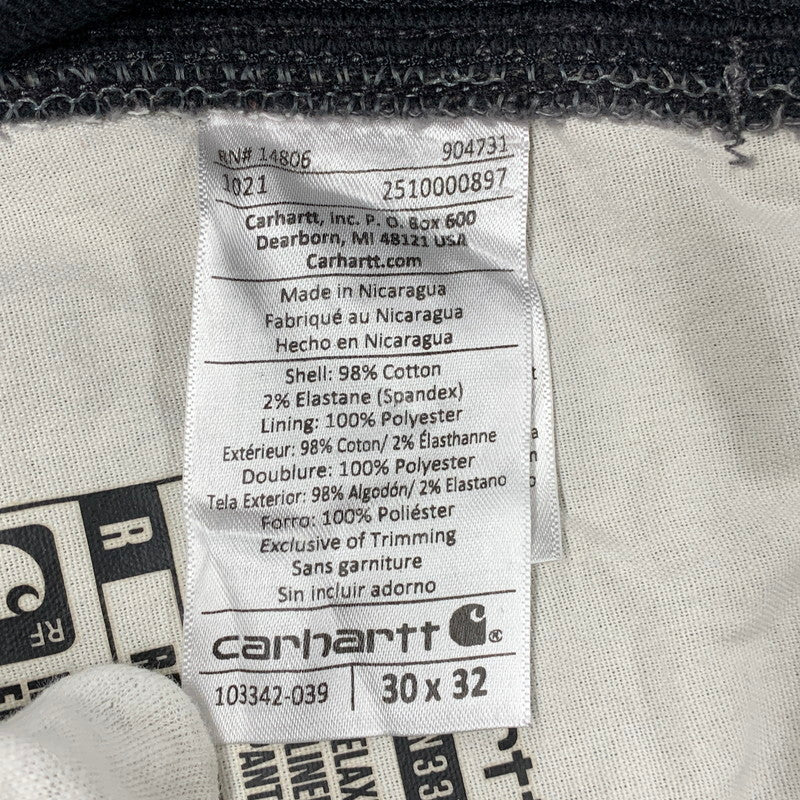 RN# 14806 904731
1021 2510000897
Carhartt, Inc. P. O. Box 600
Dearborn, MI 48121 USA
Carhartt.com
Made in Nicaragua
Fabriqué au Nicaragua
Hecho en Nicaragua
Shell: 98% Cotton
2% Elastane (Spandex)
Lining: 100% Polyester
Extérieur: 98% Coton/ 2% Élasthanne
Doublure: 100% Polyester
Tela Exterior: 98% Algodón/ 2% Elastano
Forro: 100% Poliéster
Exclusive of Trimming
Sans garniture
Sin incluir adorno
carhartt ®
103342-039 | 30 x 32
RF
R